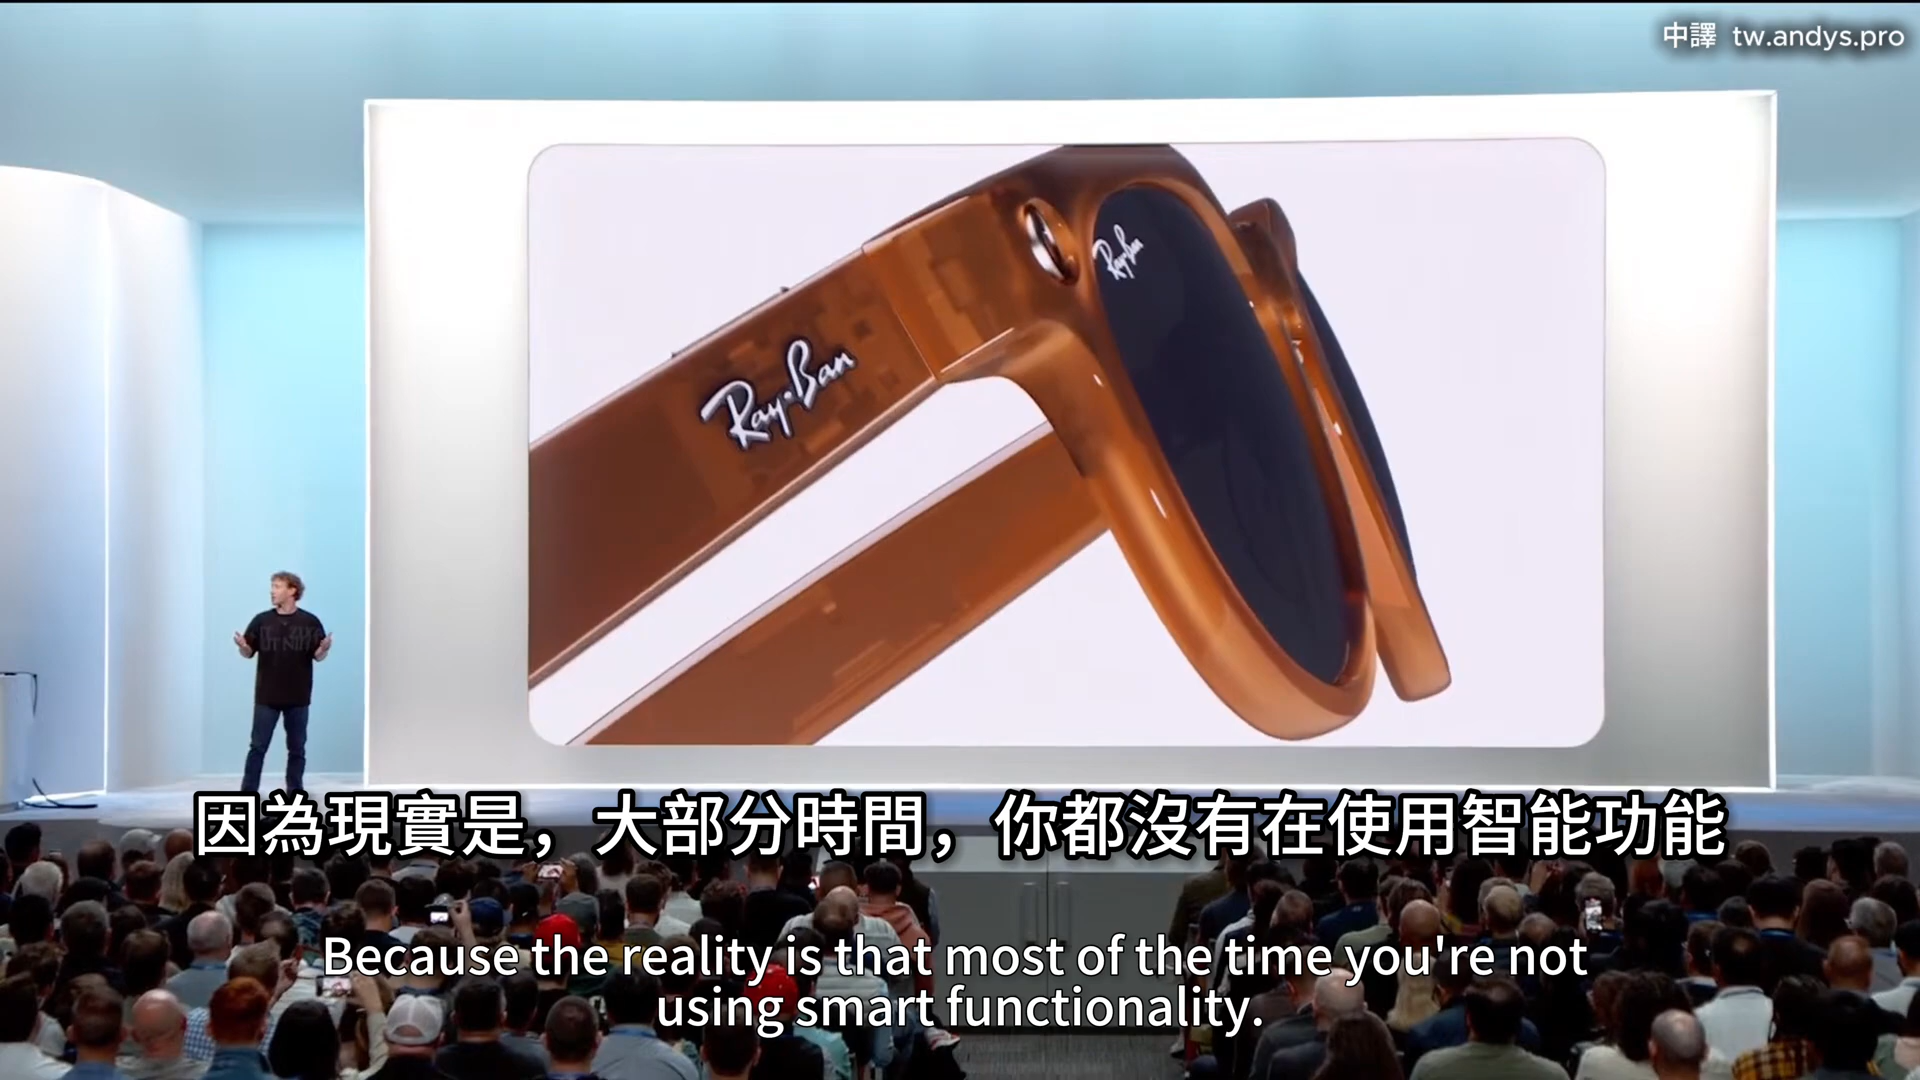 中譯 tw.andys.pro
Ray-Ban
Ray-Ban
因為現實是，大部分時間，你都沒有在使用智能功能
Because the reality is that most of the time you're not
using smart functionality.